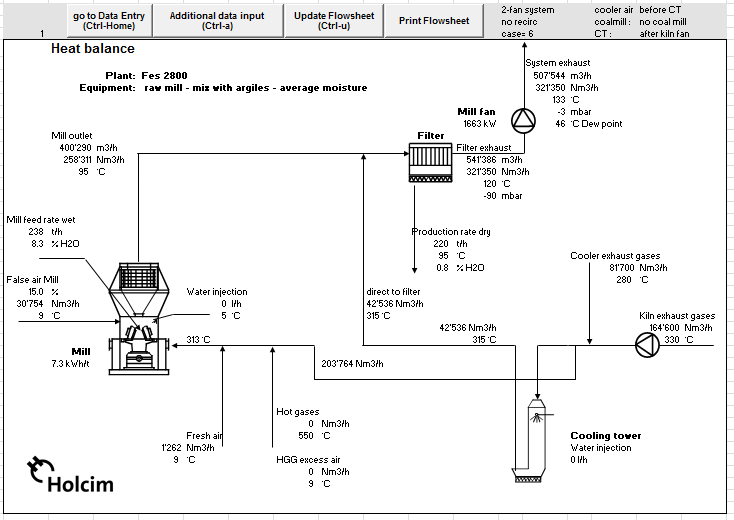 go to Data Entry
(Ctrl-Home)
Additional data input
(Ctrl-a)
Update Flowsheet
(Ctrl-u)
Print Flowsheet
2-fan system
no recirc
case= 6
cooler air before CT
coalmill : no coal mill
CT : after kiln fan
1
Heat balance
Plant: Fes 2800
Equipment: raw mill - mix with argiles - average moisture
System exhaust
507'544 m3/h
321'350 Nm3/h
133 °C
-3 mbar
46 °C Dew point
Mill fan
1663 kW
Mill outlet
400'290 m3/h
258'311 Nm3/h
95 °C
Filter
Filter exhaust
541'386 m3/h
321'350 Nm3/h
120 °C
-90 mbar
Mill feed rate wet
238 t/h
8.3 % H2O
Production rate dry
220 t/h
95 °C
0.8 % H2O
Cooler exhaust gases
81'700 Nm3/h
280 °C
False air Mill
15.0 %
30'754 Nm3/h
9 °C
Water injection
0 l/h
5 °C
direct to filter
42'536 Nm3/h
315 °C
Kiln exhaust gases
164'600 Nm3/h
330 °C
42'536 Nm3/h
315 °C
313 °C
Mill
7.3 kWh/t
203'764 Nm3/h
Hot gases
0 Nm3/h
550 °C
Fresh air
1'262 Nm3/h
9 °C
HGG excess air
0 Nm3/h
9 °C
Cooling tower
Water injection
0 l/h
Holcim